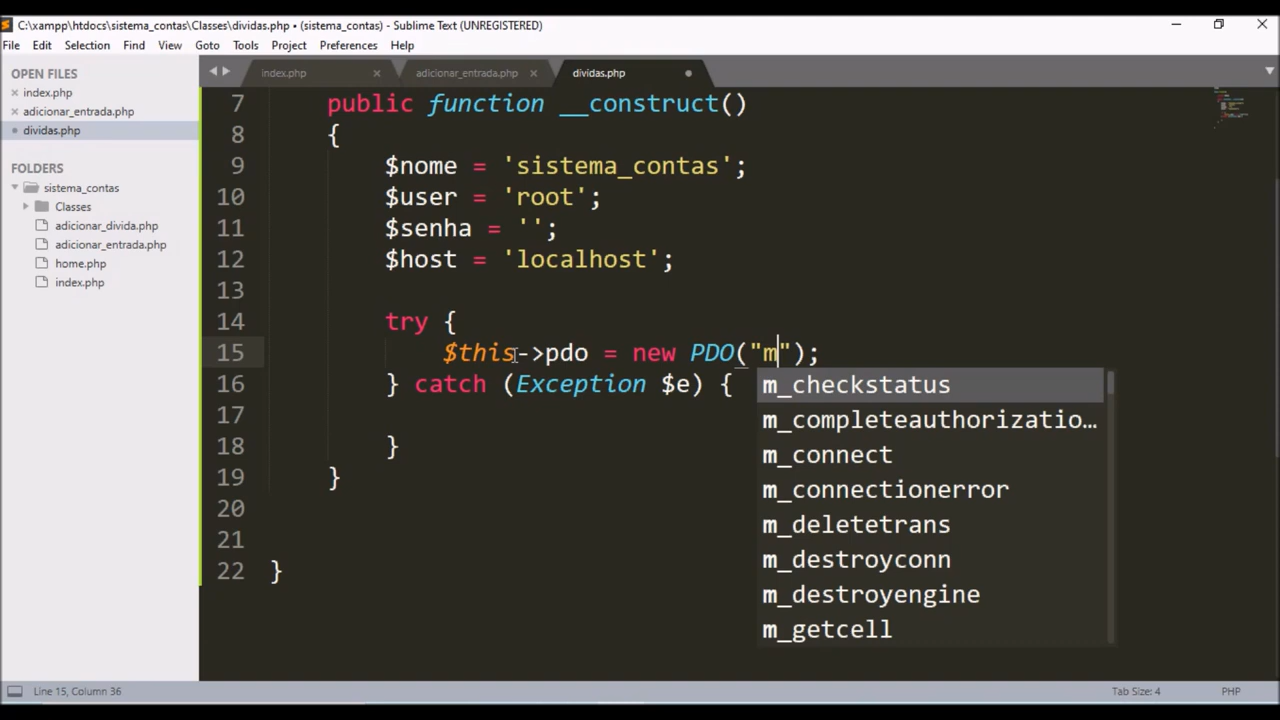 C:\xampp\htdocs\sistema_contas\Classes\dividas.php • (sistema_contas) - Sublime Text (UNREGISTERED)
File Edit Selection Find View Goto Tools Project Preferences Help
OPEN FILES
index.php
adicionar_entrada.php
dividas.php
FOLDERS
sistema_contas
Classes
adicionar_divida.php
adicionar_entrada.php
home.php
index.php
index.php adicionar_entrada.php dividas.php
7 public function __construct()
8 {
9 $nome = 'sistema_contas';
10 $user = 'root';
11 $senha = '';
12 $host = 'localhost';
13
14 try {
15 $this->pdo = new PDO("m");
16 } catch (Exception $e) {
17
18 }
19 }
20
21
22 }
m_checkstatus
m_completeauthorizatio…
m_connect
m_connectionerror
m_deletetrans
m_destroyconn
m_destroyengine
m_getcell
Line 15, Column 36 Tab Size: 4 PHP